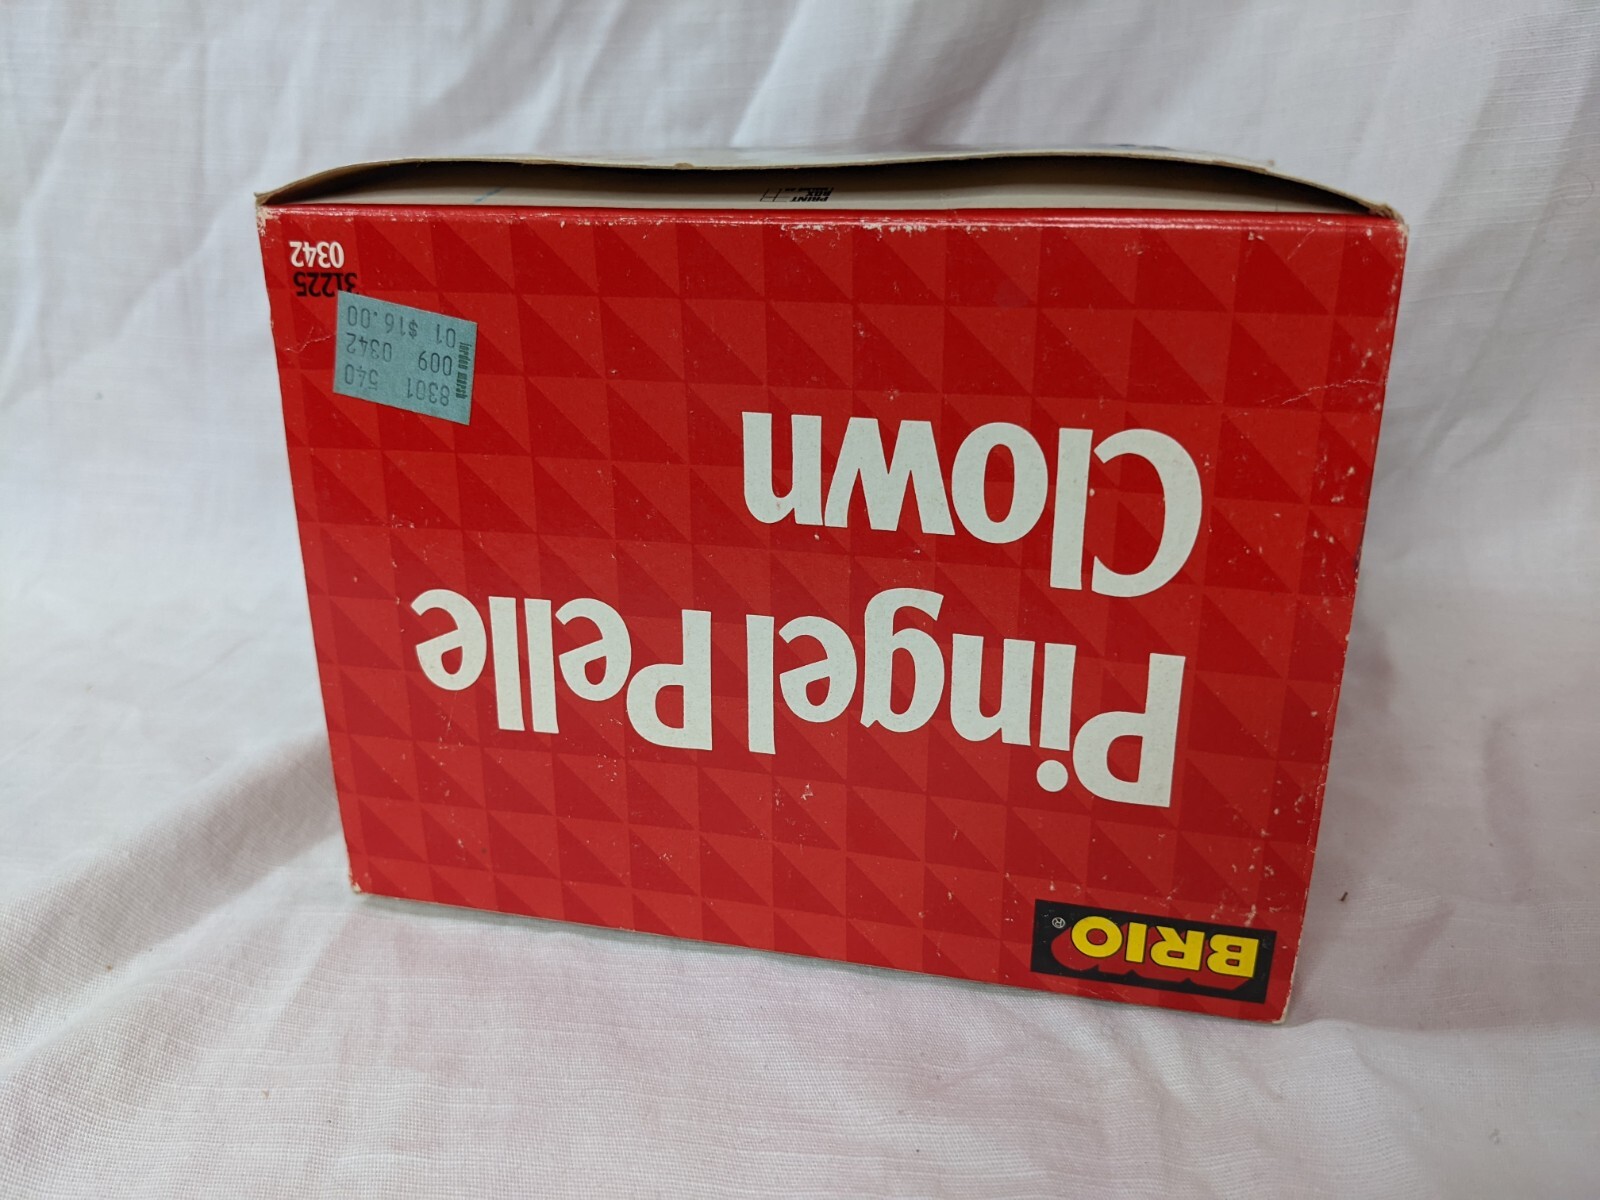 BRIO®
Pingel Pelle
Clown
8301 540
009 0342
01 $16.00
31225
0342